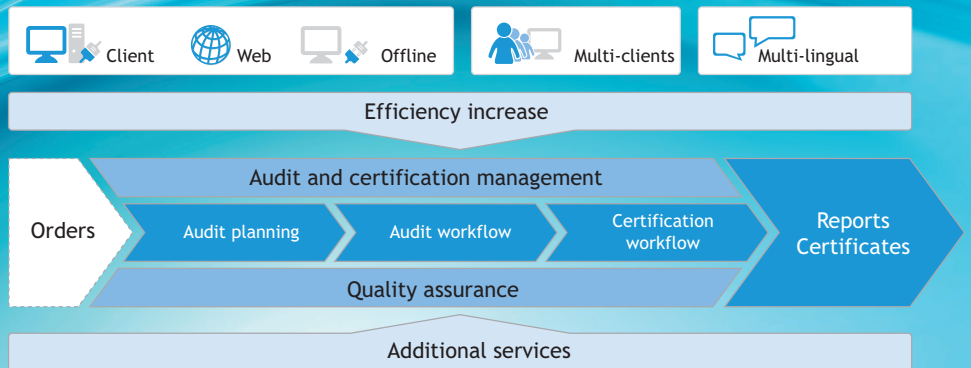 Client
Web
Offline
Multi-clients
Multi-lingual
Efficiency increase
Audit and certification management
Orders
Audit planning
Audit workflow
Certification
workflow
Reports
Certificates
Quality assurance
Additional services